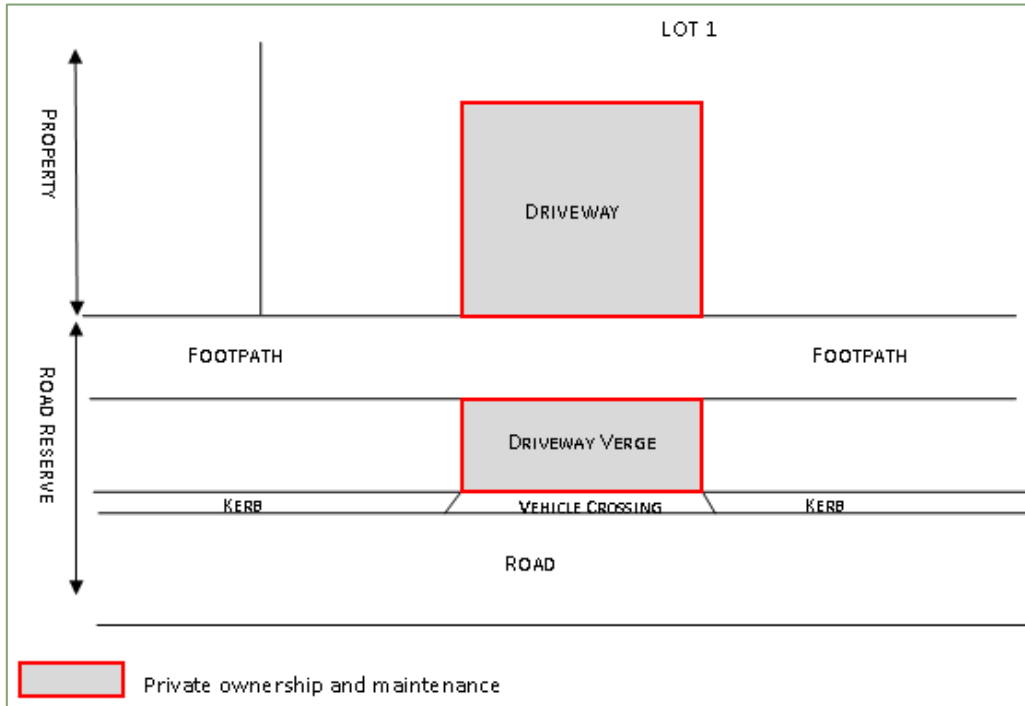 LOT 1
PROPERTY
DRIVEWAY
FOOTPATH
FOOTPATH
ROAD RESERVE
DRIVEWAY VERGE
KERB
VEHICLE CROSSING
KERB
ROAD
Private ownership and maintenance